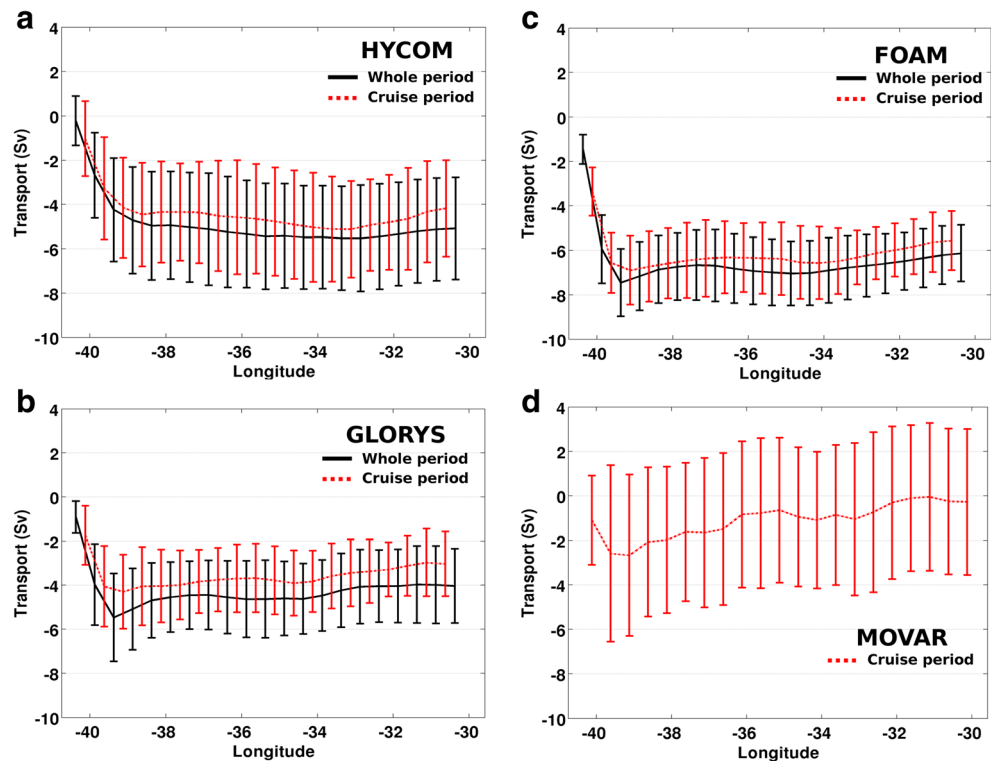 a
HYCOM
Whole period
Cruise period
Transport (Sv)
4
2
0
-2
-4
-6
-8
-10
-40
-38
-36
-34
-32
-30
Longitude
c
FOAM
Whole period
Cruise period
Transport (Sv)
4
2
0
-2
-4
-6
-8
-10
-40
-38
-36
-34
-32
-30
Longitude
b
GLORYS
Whole period
Cruise period
Transport (Sv)
4
2
0
-2
-4
-6
-8
-10
-40
-38
-36
-34
-32
-30
Longitude
d
MOVAR
Cruise period
Transport (Sv)
4
2
0
-2
-4
-6
-8
-10
-40
-38
-36
-34
-32
-30
Longitude